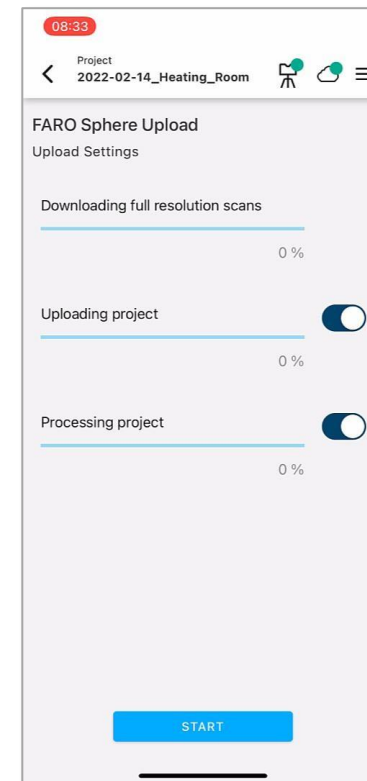 08:33
Project
2022-02-14_Heating_Room
FARO Sphere Upload
Upload Settings
Downloading full resolution scans
0 %
Uploading project
0 %
Processing project
0 %
START